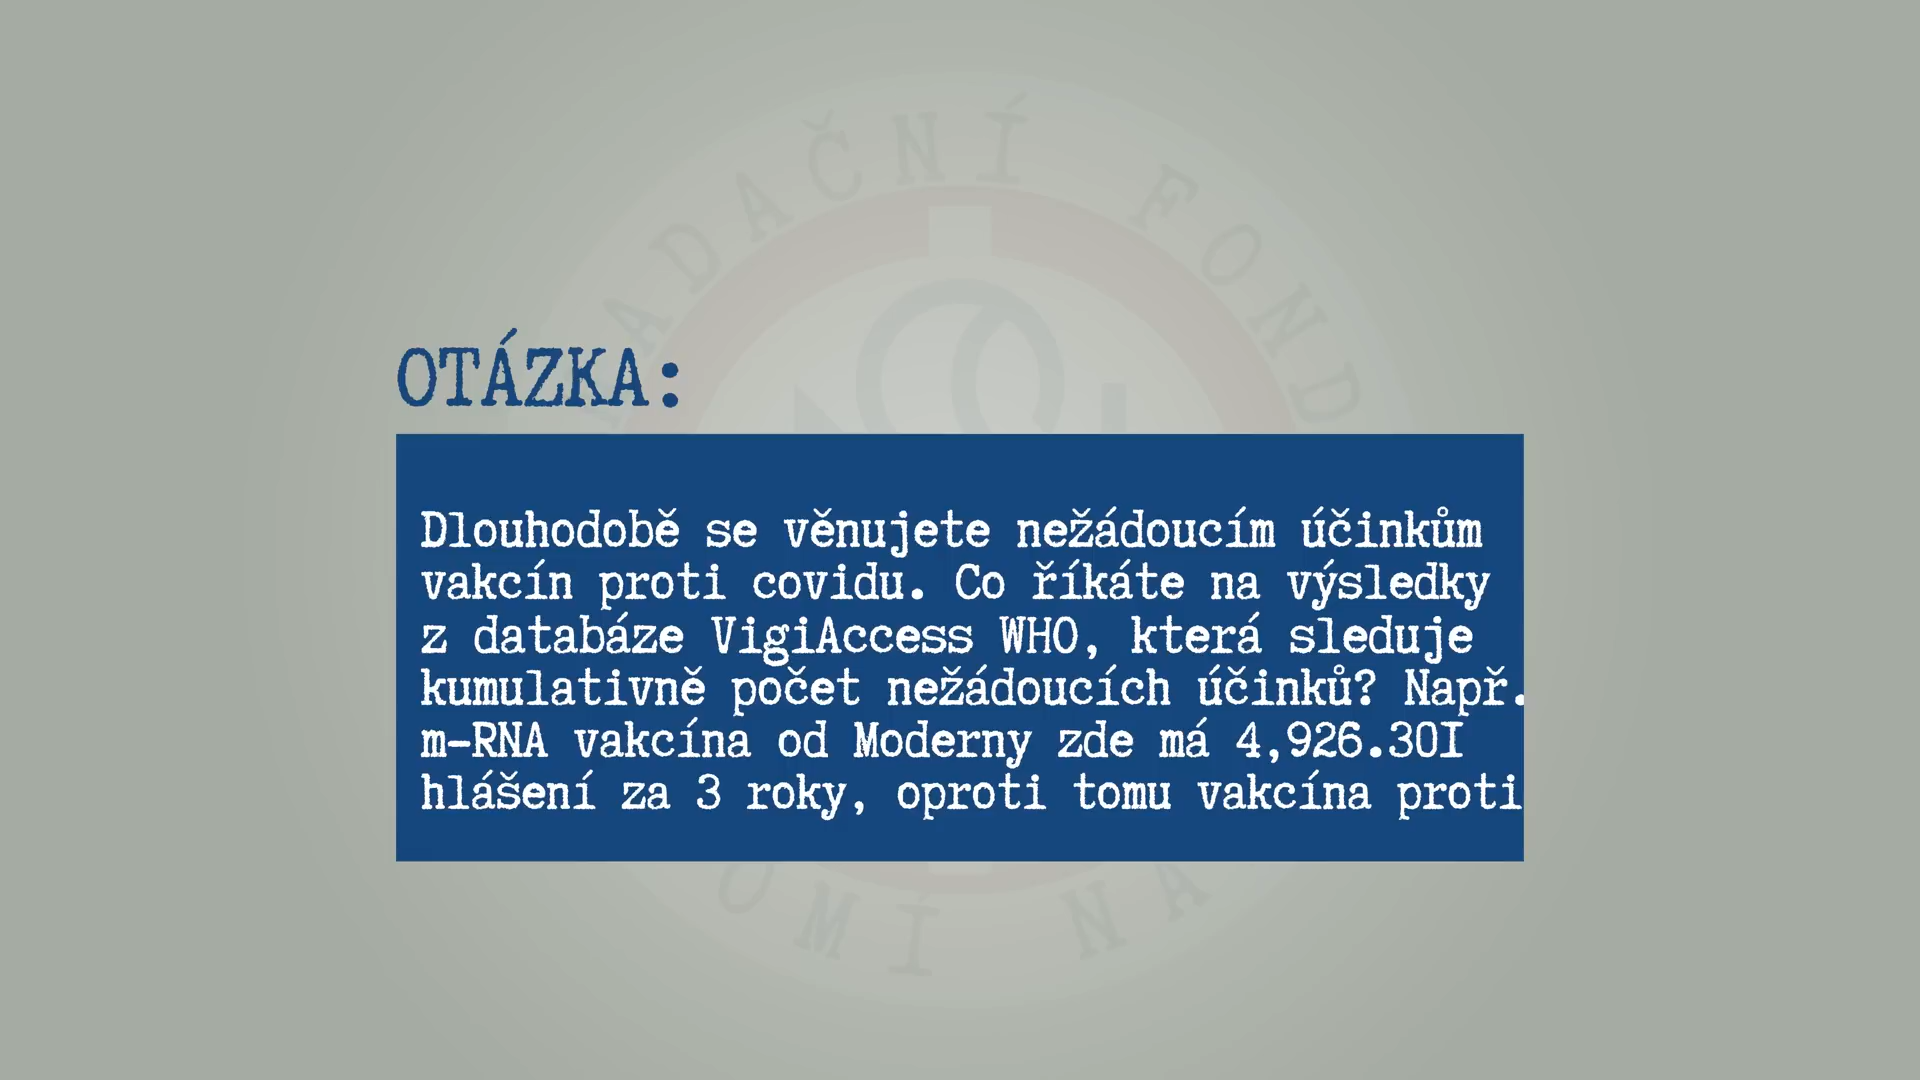 NADAČNÍ FOND
OTÁZKA:
Dlouhodobě se věnujete nežádoucím účinkům
vakcín proti covidu. Co říkáte na výsledky
z databáze VigiAccess WHO, která sleduje
kumulativně počet nežádoucích účinků? Např.
m-RNA vakcína od Moderny zde má 4,926.30I
hlášení za 3 roky, oproti tomu vakcína proti